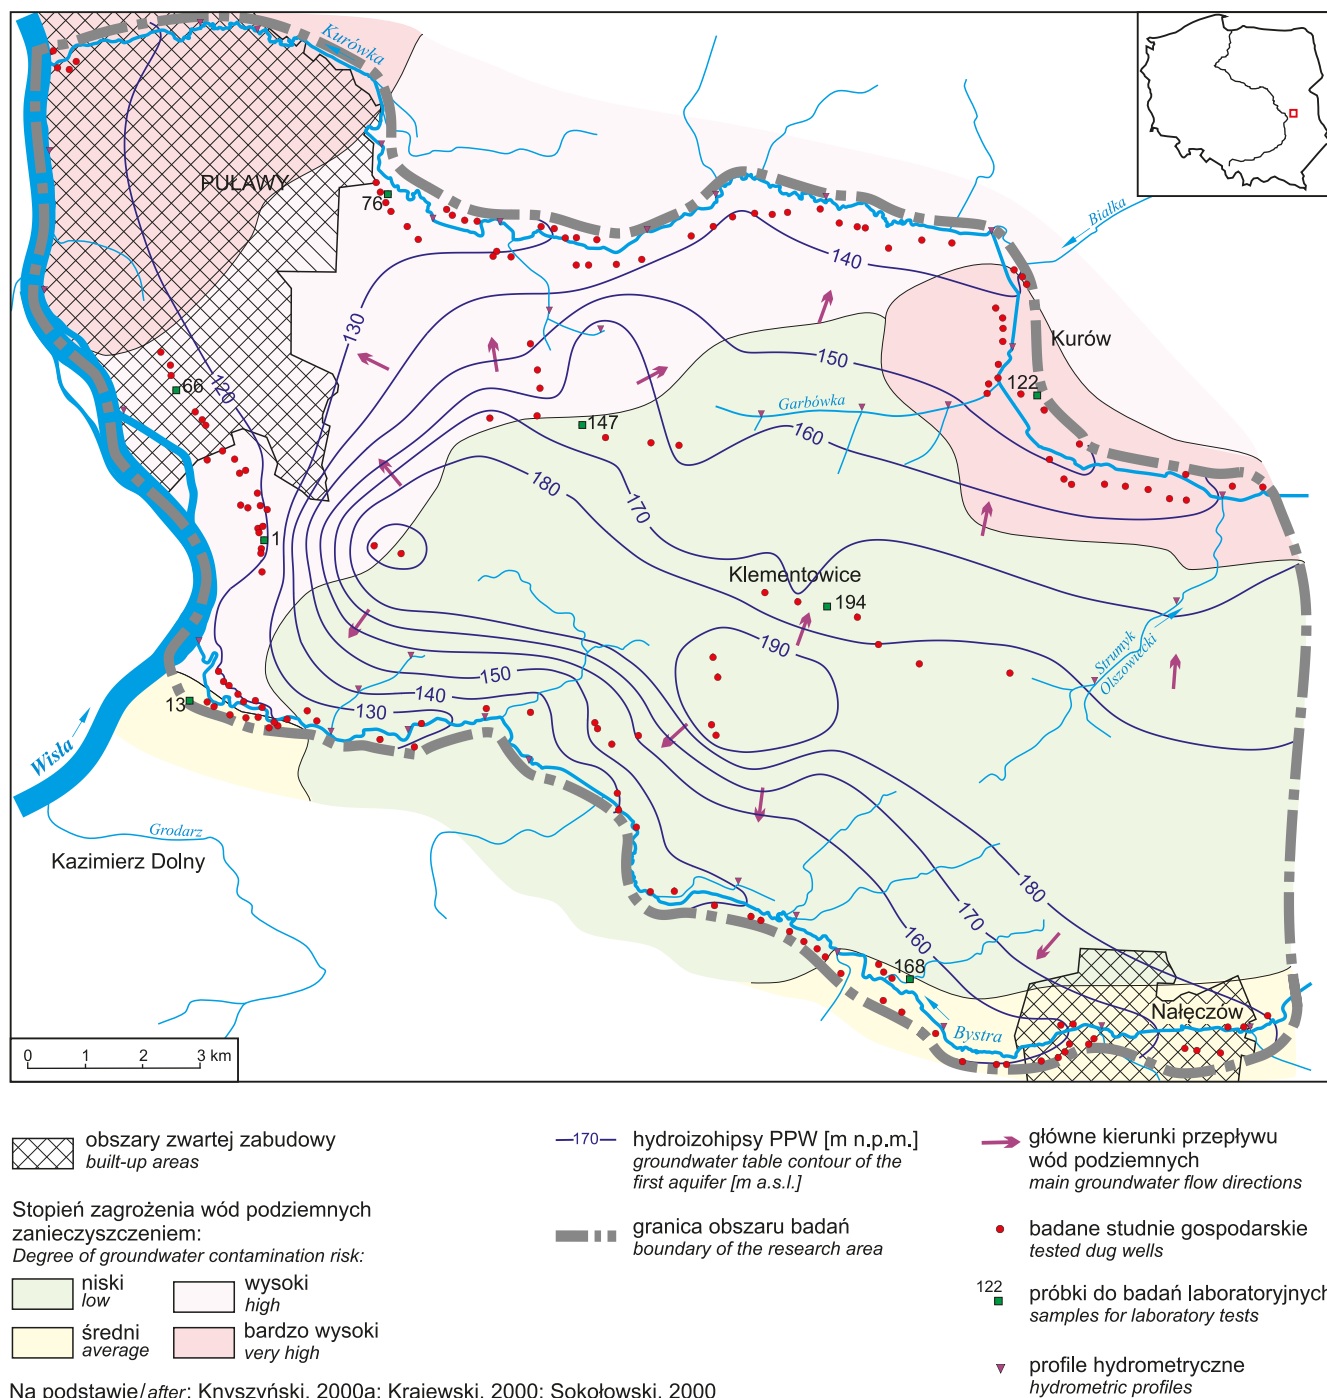 Kurówka
PUŁAWY
76
Białka
140
130
Kurów
150
122
66
120
Garbówka
147
160
180
170
1
Klementowice
194
190
Strumyk
Olszowiecki
150
140
13
130
Wisła
Grodarz
Kazimierz Dolny
180
170
160
168
Nałęczów
Bystra
0 1 2 3 km
obszary zwartej zabudowy
built-up areas
Stopień zagrożenia wód podziemnych
zanieczyszczeniem:
Degree of groundwater contamination risk:
niski
low
wysoki
high
średni
average
bardzo wysoki
very high
170
hydroizohipsy PPW [m n.p.m.]
groundwater table contour of the
first aquifer [m a.s.l.]
granica obszaru badań
boundary of the research area
główne kierunki przepływu
wód podziemnych
main groundwater flow directions
badane studnie gospodarskie
tested dug wells
122
próbki do badań laboratoryjnych
samples for laboratory tests
profile hydrometryczne
hydrometric profiles
Na podstawie/after: Knyszyński, 2000a; Krajewski, 2000; Sokołowski, 2000